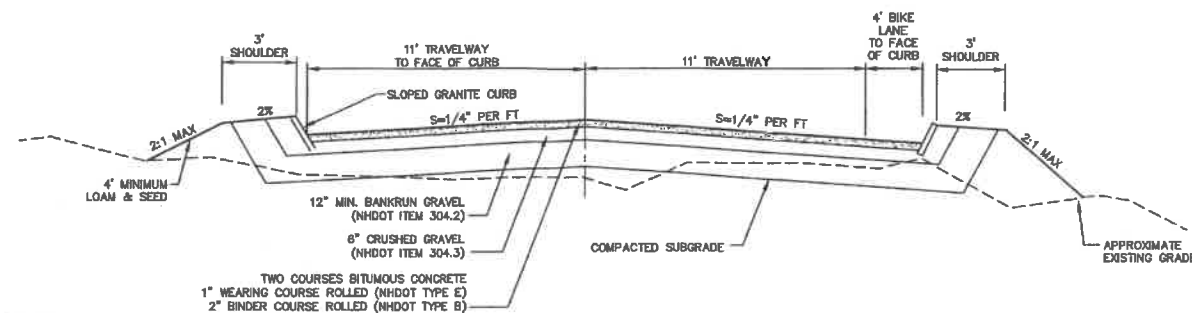 3'
SHOULDER
11' TRAVELWAY
TO FACE OF CURB
11' TRAVELWAY
4' BIKE
LANE
TO FACE
OF CURB
3'
SHOULDER
SLOPED GRANITE CURB
2%
S=1/4" PER FT
S=1/4" PER FT
2%
2:1 MAX
2:1 MAX
4' MINIMUM
LOAM & SEED
12" MIN. BANKRUN GRAVEL
(NHDOT ITEM 304.2)
6" CRUSHED GRAVEL
(NHDOT ITEM 304.3)
COMPACTED SUBGRADE
APPROXIMATE
EXISTING GRADE
TWO COURSES BITUMOUS CONCRETE
1" WEARING COURSE ROLLED (NHDOT TYPE E)
2" BINDER COURSE ROLLED (NHDOT TYPE B)